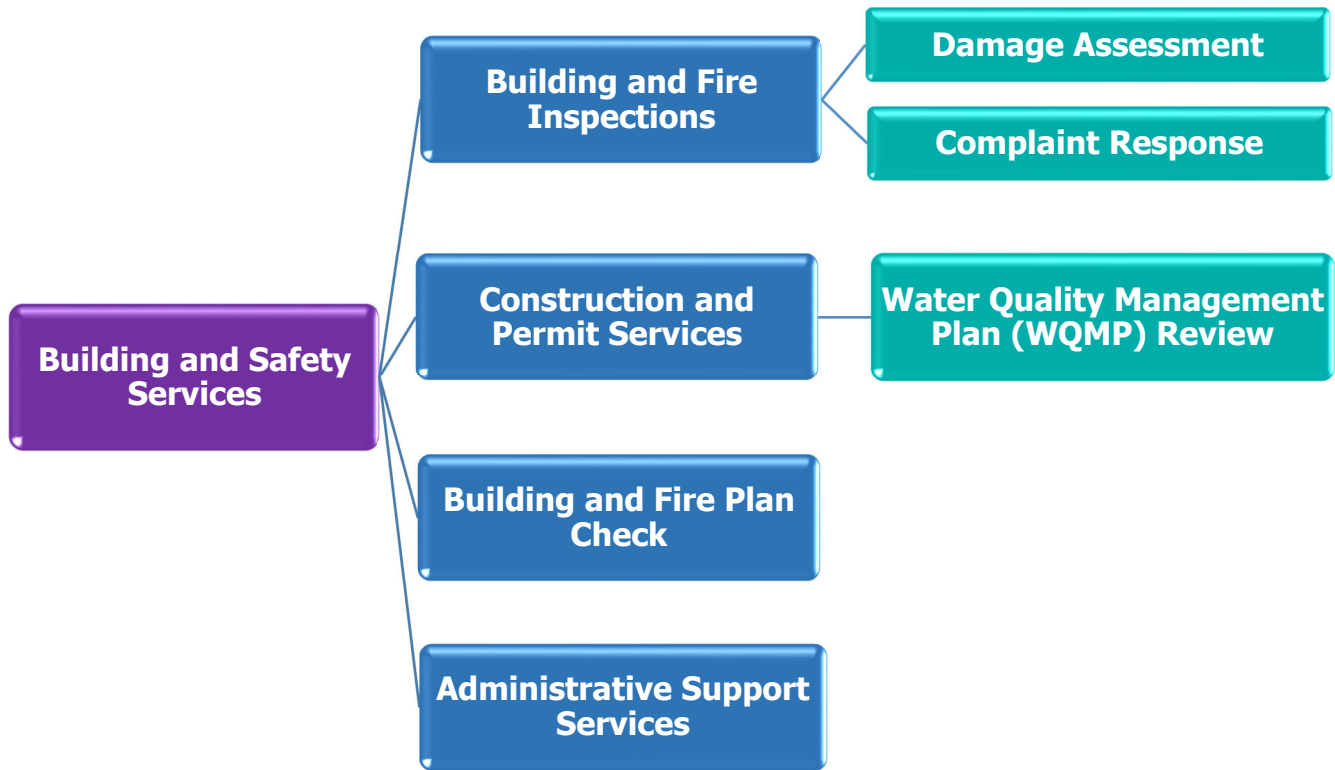 Building and Safety
Services
Building and Fire
Inspections
Damage Assessment
Complaint Response
Construction and
Permit Services
Water Quality Management
Plan (WQMP) Review
Building and Fire Plan
Check
Administrative Support
Services